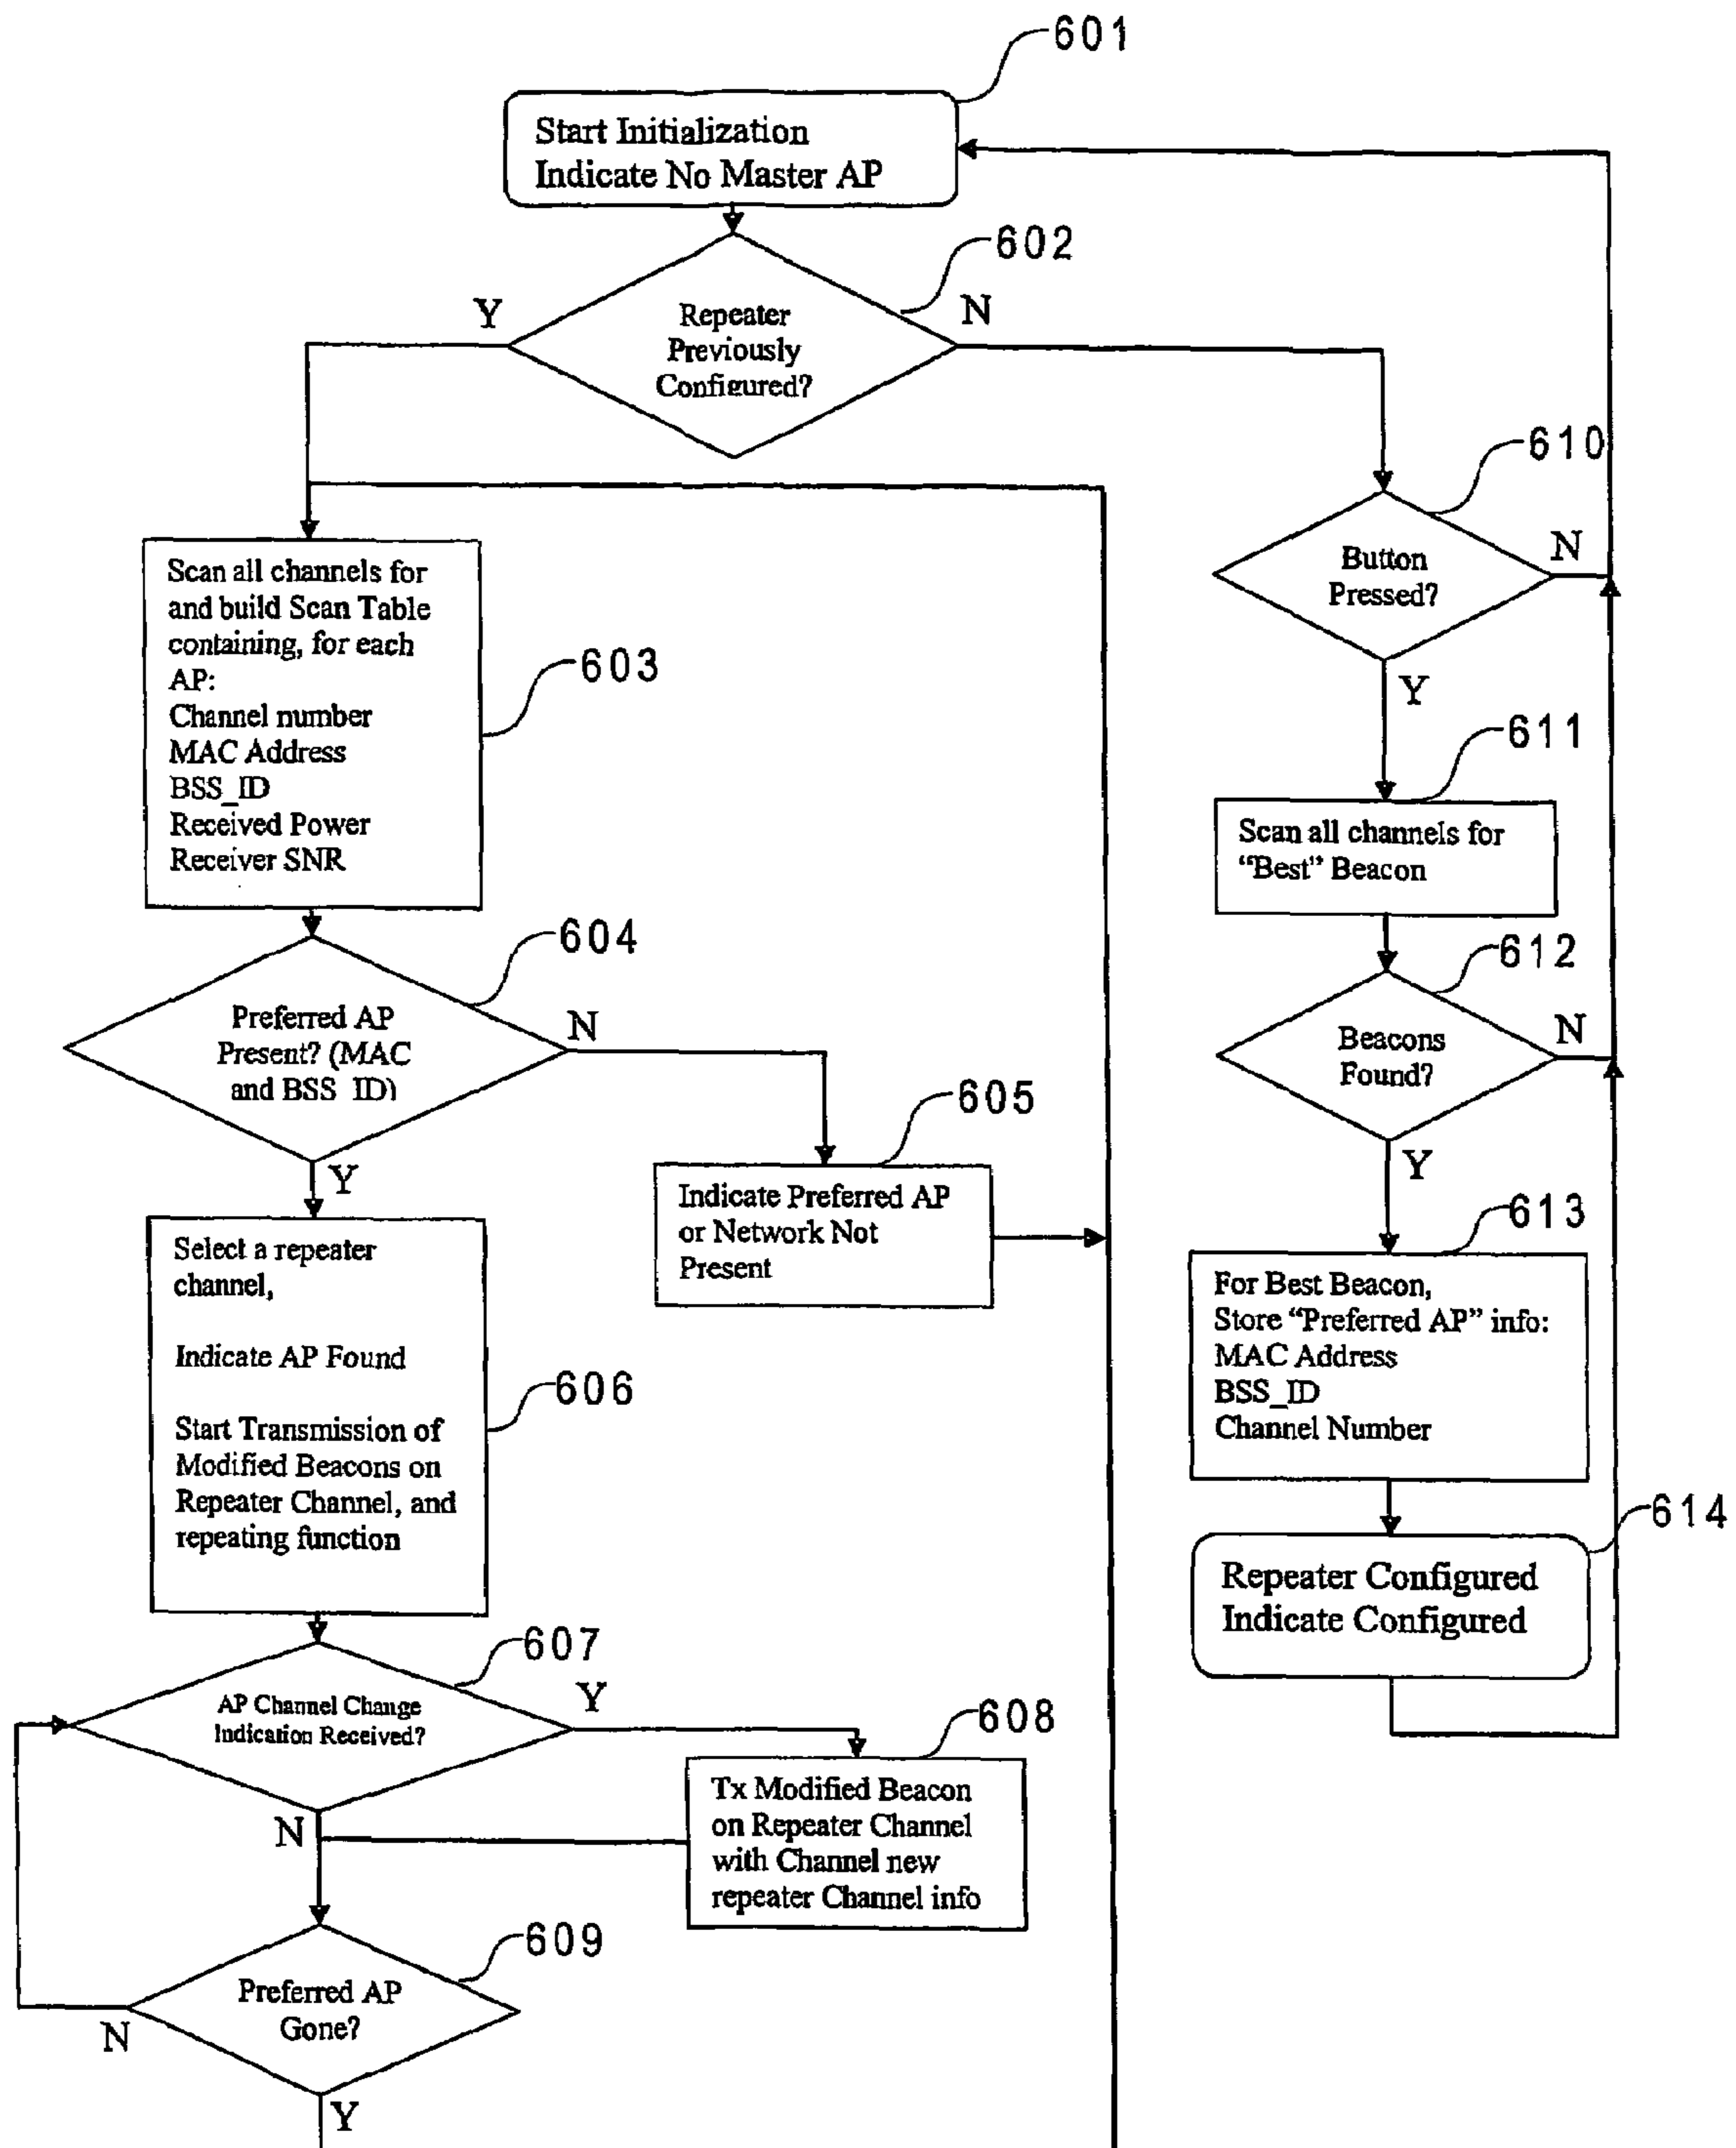 601
Start Initialization
Indicate No Master AP
602
Y
N
Repeater
Previously
Configured?
610
Button
Pressed?
N
Y
Scan all channels for
and build Scan Table
containing, for each
AP:
Channel number
MAC Address
BSS_ID
Received Power
Receiver SNR
603
611
Scan all channels for
“Best” Beacon
604
Preferred AP
Present? (MAC
and BSS_ID)
N
Y
612
Beacons
Found?
N
Y
605
Indicate Preferred AP
or Network Not
Present
613
For Best Beacon,
Store “Preferred AP” info:
MAC Address
BSS_ID
Channel Number
Select a repeater
channel,
Indicate AP Found
Start Transmission of
Modified Beacons on
Repeater Channel, and
repeating function
606
614
Repeater Configured
Indicate Configured
607
AP Channel Change
Indication Received?
Y
N
608
Tx Modified Beacon
on Repeater Channel
with Channel new
repeater Channel info
609
Preferred AP
Gone?
N
Y